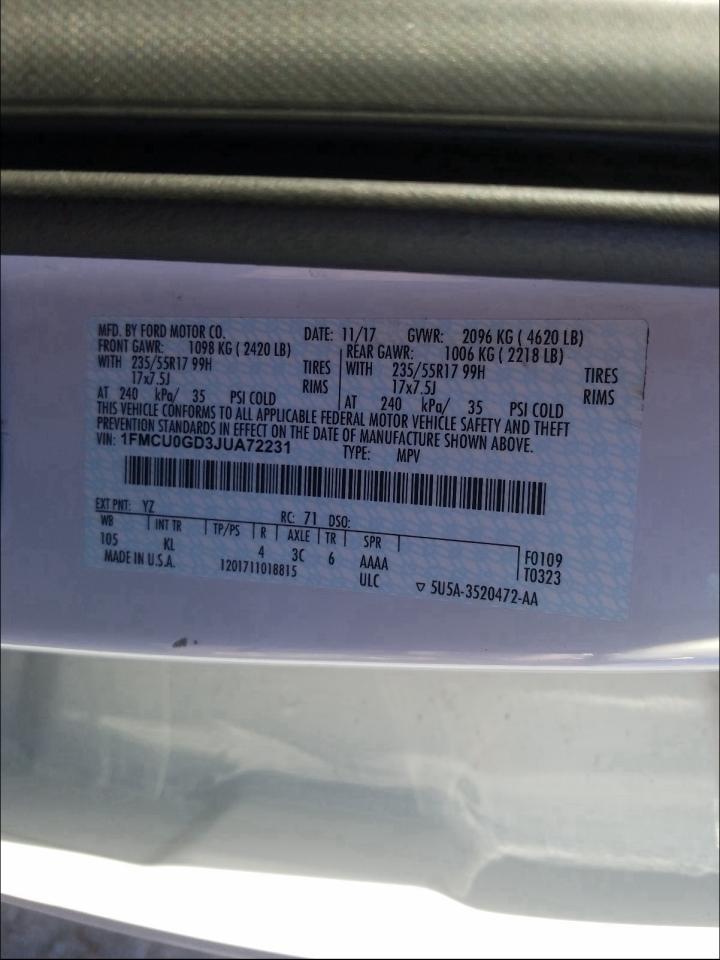 MFD. BY FORD MOTOR CO. DATE: 11/17 GVWR: 2096 KG ( 4620 LB)
FRONT GAWR: 1098 KG ( 2420 LB) REAR GAWR: 1006 KG ( 2218 LB)
WITH 235/55R17 99H TIRES WITH 235/55R17 99H TIRES
17x7.5J RIMS 17x7.5J RIMS
AT 240 kPa/ 35 PSI COLD AT 240 kPa/ 35 PSI COLD
THIS VEHICLE CONFORMS TO ALL APPLICABLE FEDERAL MOTOR VEHICLE SAFETY AND THEFT
PREVENTION STANDARDS IN EFFECT ON THE DATE OF MANUFACTURE SHOWN ABOVE.
VIN: 1FMCU0GD3JUA72231 TYPE: MPV
EXT PNT: YZ RC: 71 DSO:
WB INT TR TP/PS R AXLE TR SPR
105 KL 4 3C 6 AAAA F0109
MADE IN U.S.A. 1201711018815 ULC T0323
▽ 5U5A-3520472-AA